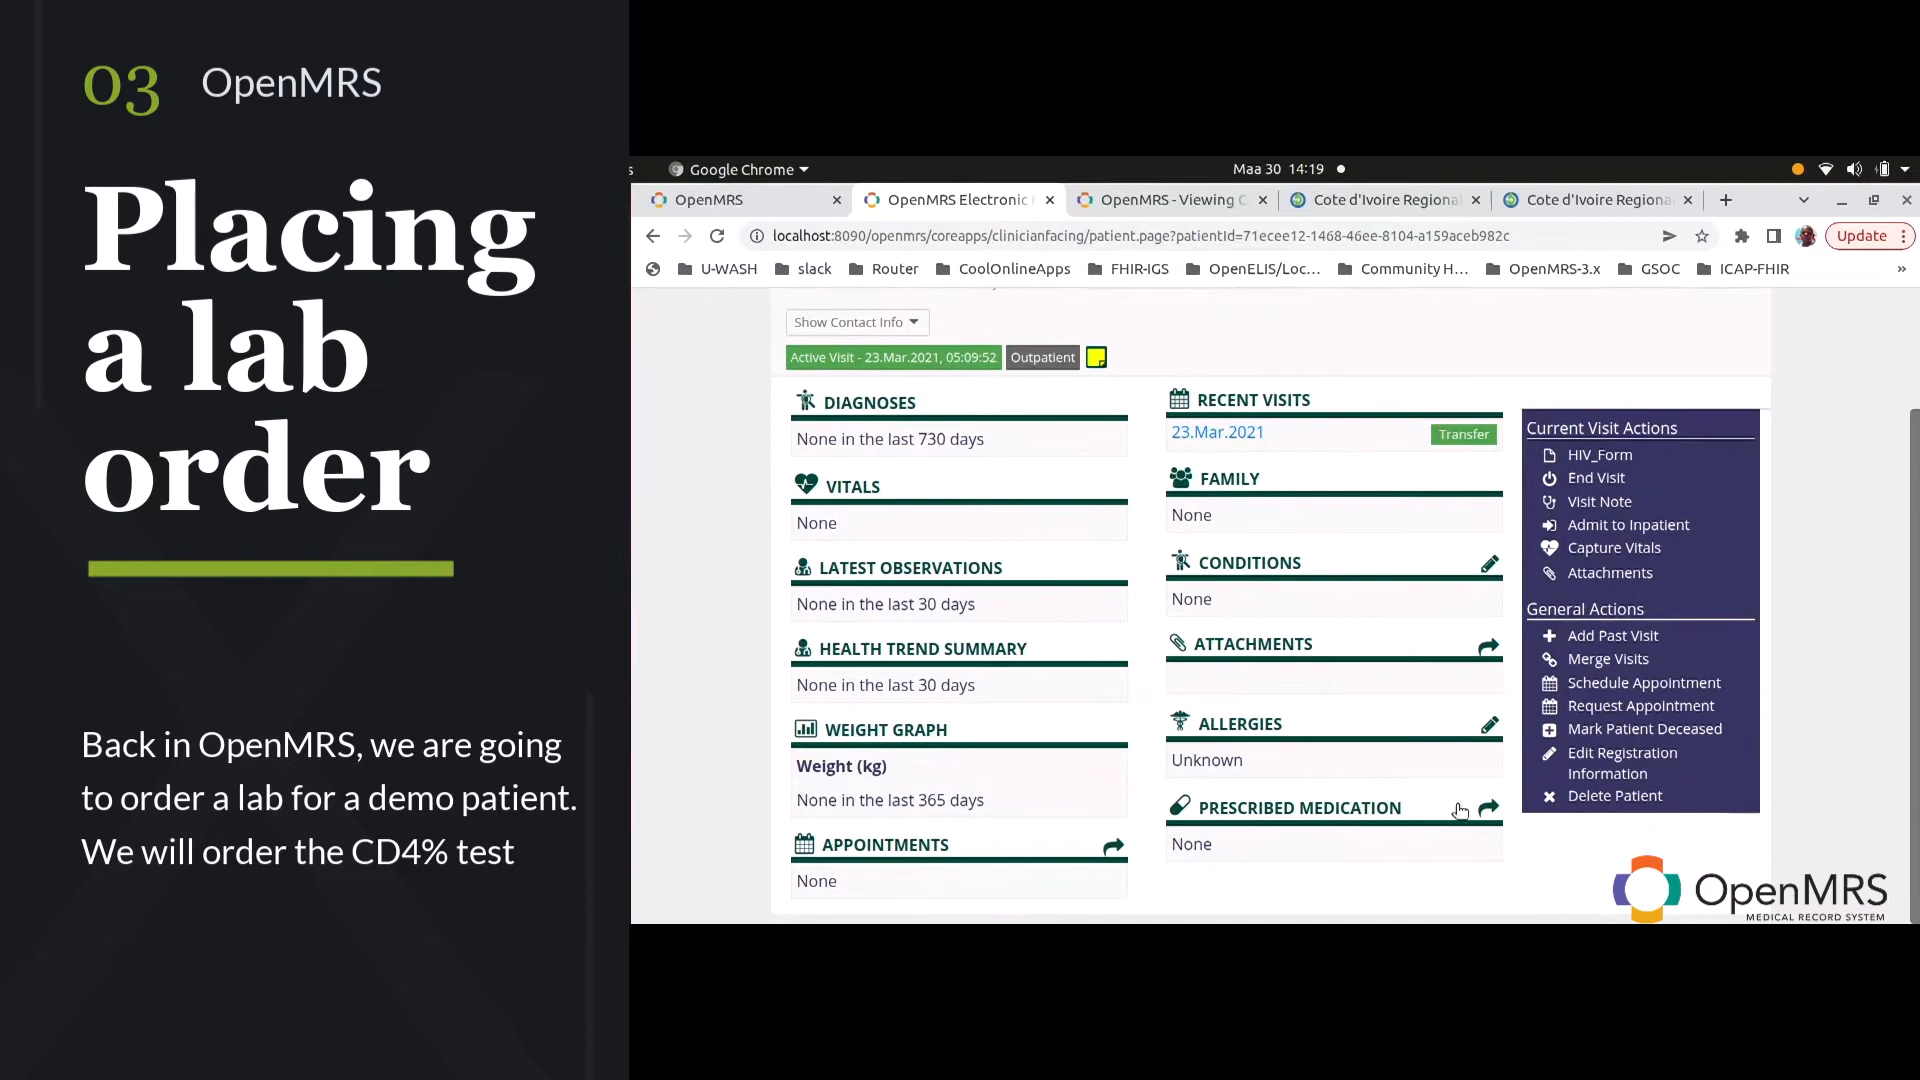 03 OpenMRS
Placing
a lab
order
Back in OpenMRS, we are going
to order a lab for a demo patient.
We will order the CD4% test
s Google Chrome Maa 30 14:19
OpenMRS
OpenMRS Electronic
OpenMRS - Viewing C
Cote d'Ivoire Regional
Cote d'Ivoire Regiona
localhost:8090/openmrs/coreapps/clinicianfacing/patient.page?patientId=71ecee12-1468-46ee-8104-a159aceb982c
Update
U-WASH slack Router CoolOnlineApps FHIR-IGS OpenELIS/Loc... Community H... OpenMRS-3.x GSOC ICAP-FHIR »
Show Contact Info
Active Visit - 23.Mar.2021, 05:09:52 Outpatient
DIAGNOSES
None in the last 730 days
VITALS
None
LATEST OBSERVATIONS
None in the last 30 days
HEALTH TREND SUMMARY
None in the last 30 days
WEIGHT GRAPH
Weight (kg)
None in the last 365 days
APPOINTMENTS
None
RECENT VISITS
23.Mar.2021 Transfer
FAMILY
None
CONDITIONS
None
ATTACHMENTS
ALLERGIES
Unknown
PRESCRIBED MEDICATION
None
Current Visit Actions
HIV_Form
End Visit
Visit Note
Admit to Inpatient
Capture Vitals
Attachments
General Actions
Add Past Visit
Merge Visits
Schedule Appointment
Request Appointment
Mark Patient Deceased
Edit Registration
Information
Delete Patient
OpenMRS
MEDICAL RECORD SYSTEM